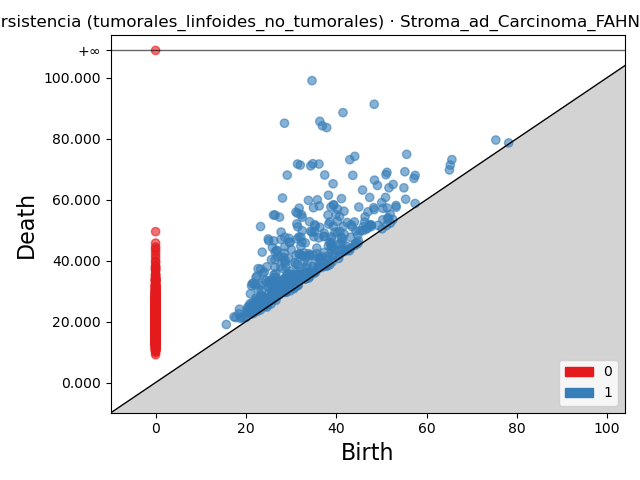 rsistencia (tumorales_linfoides_no_tumorales) · Stroma_ad_Carcinoma_FAHN
+∞
100.000
80.000
60.000
40.000
20.000
0.000
Death
0
1
0 20 40 60 80 100
Birth